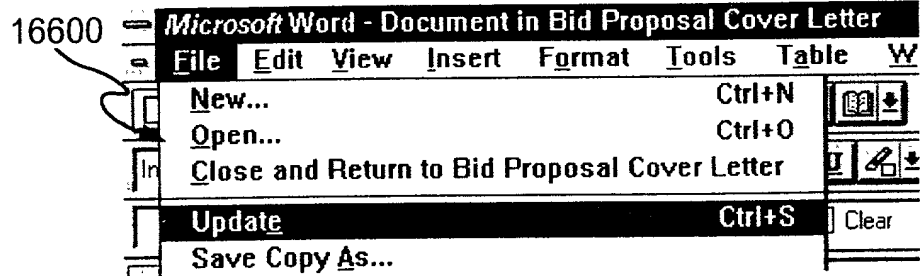 16600
Microsoft Word - Document in Bid Proposal Cover Letter
File Edit View Insert Format Tools Table W
New... Ctrl+N
Open... Ctrl+O
Close and Return to Bid Proposal Cover Letter
In U
Update Ctrl+S Clear
Save Copy As...